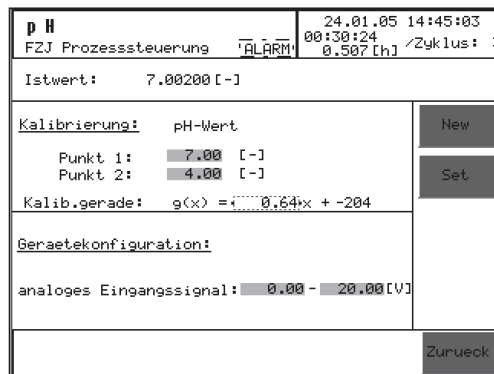 pH 24.01.05 14:45:03
FZJ Prozesssteuerung 'ALARM' 00:30:24 0.507[h] /Zyklus:
Istwert: 7.00200[-]
Kalibrierung: pH-Wert New
Punkt 1: 7.00 [-]
Punkt 2: 4.00 [-] Set
Kalib.gerade: g(x) = 0.64x + -204
Geraetekonfiguration:
analoges Eingangssignal: 0.00 - 20.00[V]
Zurueck